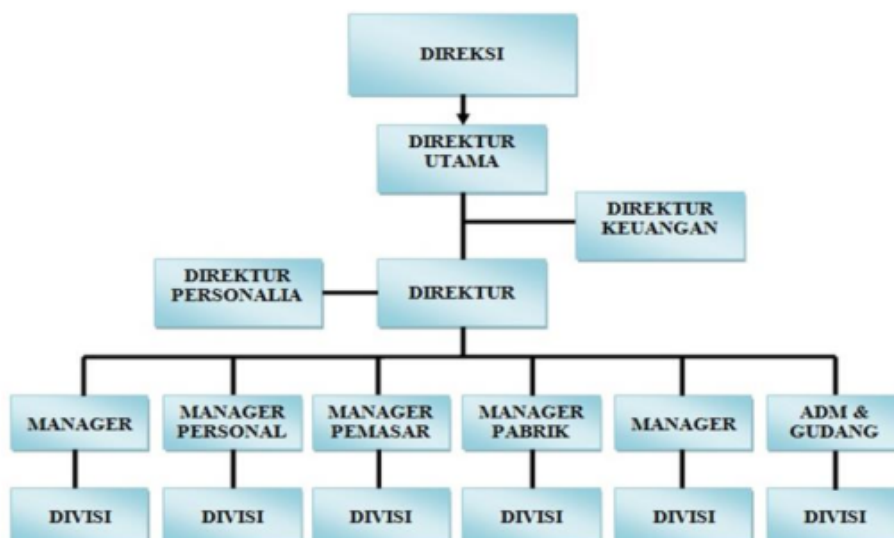 DIREKSI
DIREKTUR
UTAMA
DIREKTUR
KEUANGAN
DIREKTUR
PERSONALIA
DIREKTUR
MANAGER
MANAGER
PERSONAL
MANAGER
PEMASAR
MANAGER
PABRIK
MANAGER
ADM &
GUDANG
DIVISI
DIVISI
DIVISI
DIVISI
DIVISI
DIVISI